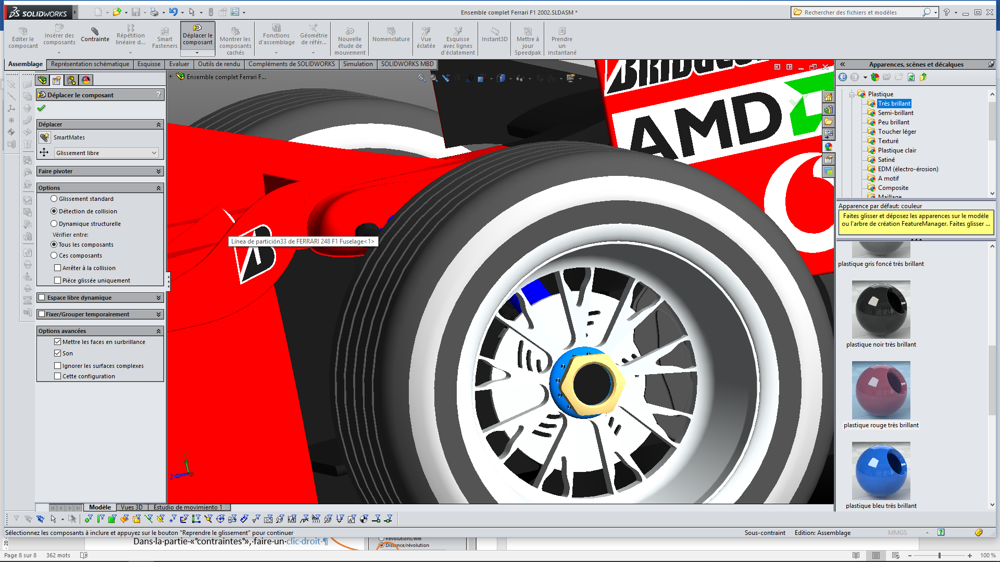 SOLIDWORKS
Ensemble complet Ferrari F1 2002.SLDASM *
Rechercher des fichiers et modèles
Editer le composant
Insérer des composants
Contrainte
Répétition linéaire d...
Smart Fasteners
Déplacer le composant
Montrer les composants cachés
Fonctions d'assemblage
Géométrie de référ...
Nouvelle étude de mouvement
Nomenclature
Vue éclatée
Esquisse avec lignes d'éclatement
Instant3D
Mettre à jour Speedpak
Prendre un instantané
Assemblage
Représentation schématique
Esquisse
Evaluer
Outils de rendu
Compléments de SOLIDWORKS
Simulation
SOLIDWORKS MBD
Ensemble complet Ferrari F...
Déplacer le composant
?
Déplacer
SmartMates
Glissement libre
Faire pivoter
Options
Glissement standard
Détection de collision
Dynamique structurelle
Vérifier entre:
Tous les composants
Ces composants
Arrêter à la collision
Pièce glissée uniquement
Espace libre dynamique
Fixer/Grouper temporairement
Options avancées
Mettre les faces en surbrillance
Son
Ignorer les surfaces complexes
Cette configuration
AMD
Línea de partición33 de FERRARI 248 F1 Fuselage<1>
Z
Apparences, scènes et décalques
Plastique
Très brillant
Semi-brillant
Peu brillant
Toucher léger
Texturé
Plastique clair
Satiné
EDM (électro-érosion)
A motif
Composite
Maillage
Apparence par défaut: couleur
Faites glisser et déposez les apparences sur le modèle
ou l'arbre de création FeatureManager. Faites glisser ...
plastique gris foncé très brillant
plastique noir très brillant
plastique rouge très brillant
plastique bleu très brillant
Modèle
Vues 3D
Estudio de movimiento 1
Sélectionnez les composants à inclure et appuyez sur le bouton "Reprendre le glissement" pour continuer
Sous-contraint
Edition: Assemblage
MMGS
Dans·la·partie·«°contraintes°»,·faire·un·clic·droit·¶
Révolutions/mm
Distance/révolution
20
Page 8 sur 8
362 mots
100 %